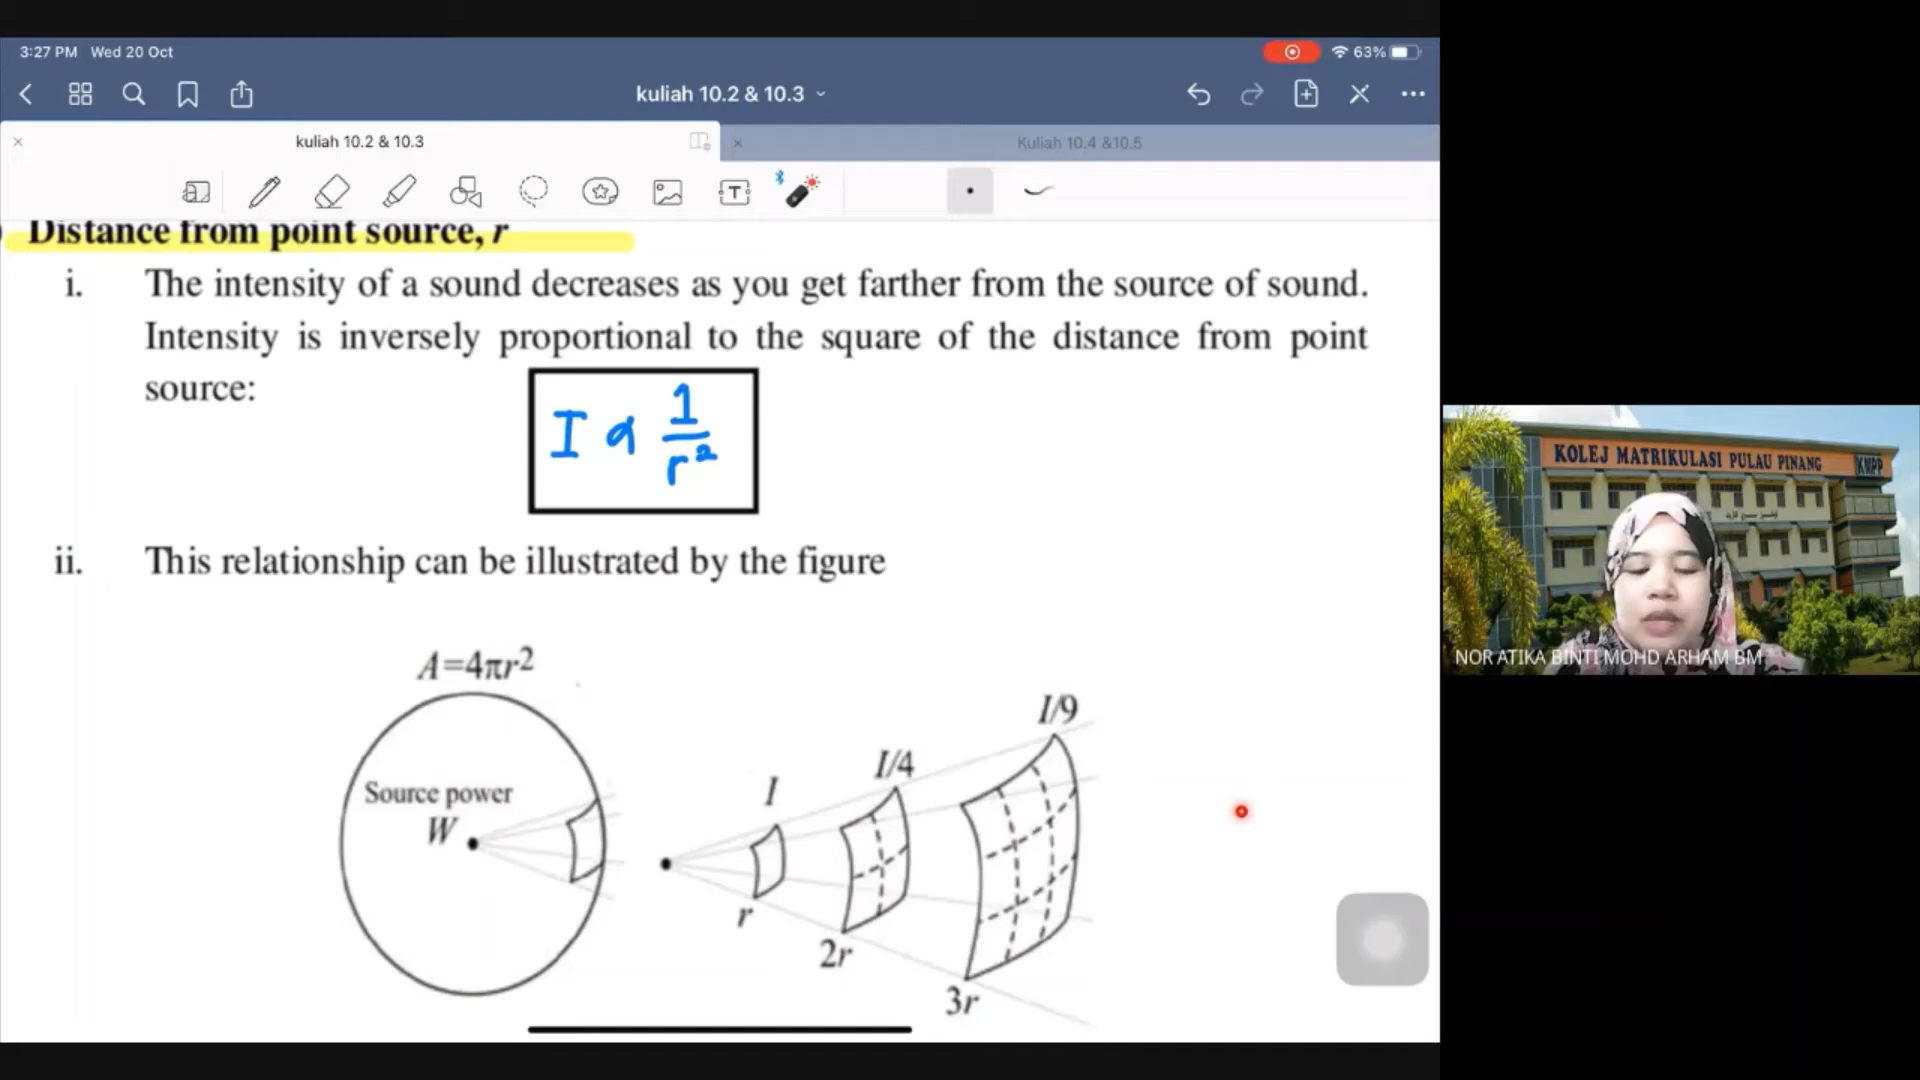 3:27 PM Wed 20 Oct
63%
kuliah 10.2 & 10.3
kuliah 10.2 & 10.3
Kuliah 10.4 &10.5
T
Distance from point source, r
i. The intensity of a sound decreases as you get farther from the source of sound.
Intensity is inversely proportional to the square of the distance from point
source:
I α 1/r²
ii. This relationship can be illustrated by the figure
A=4πr²
Source power
W
I
I/4
I/9
r
2r
3r
KOLEJ MATRIKULASI PULAU PINANG
KMPP
NOR ATIKA BINTI MOHD ARHAM BM